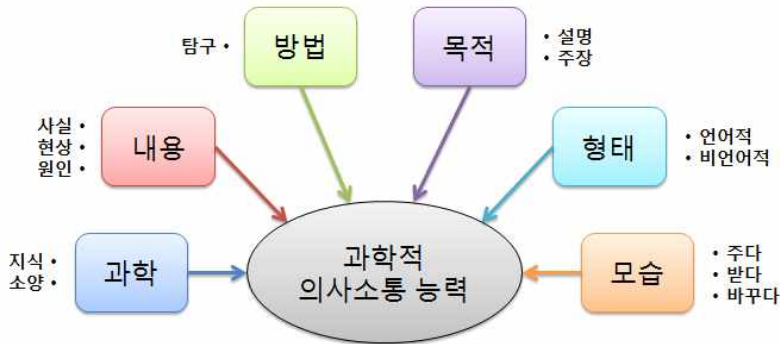 탐구 •
방법
목적
• 설명
• 주장
사실 •
현상 •
원인 •
내용
형태
• 언어적
• 비언어적
지식 •
소양 •
과학
과학적
의사소통 능력
모습
• 주다
• 받다
• 바꾸다